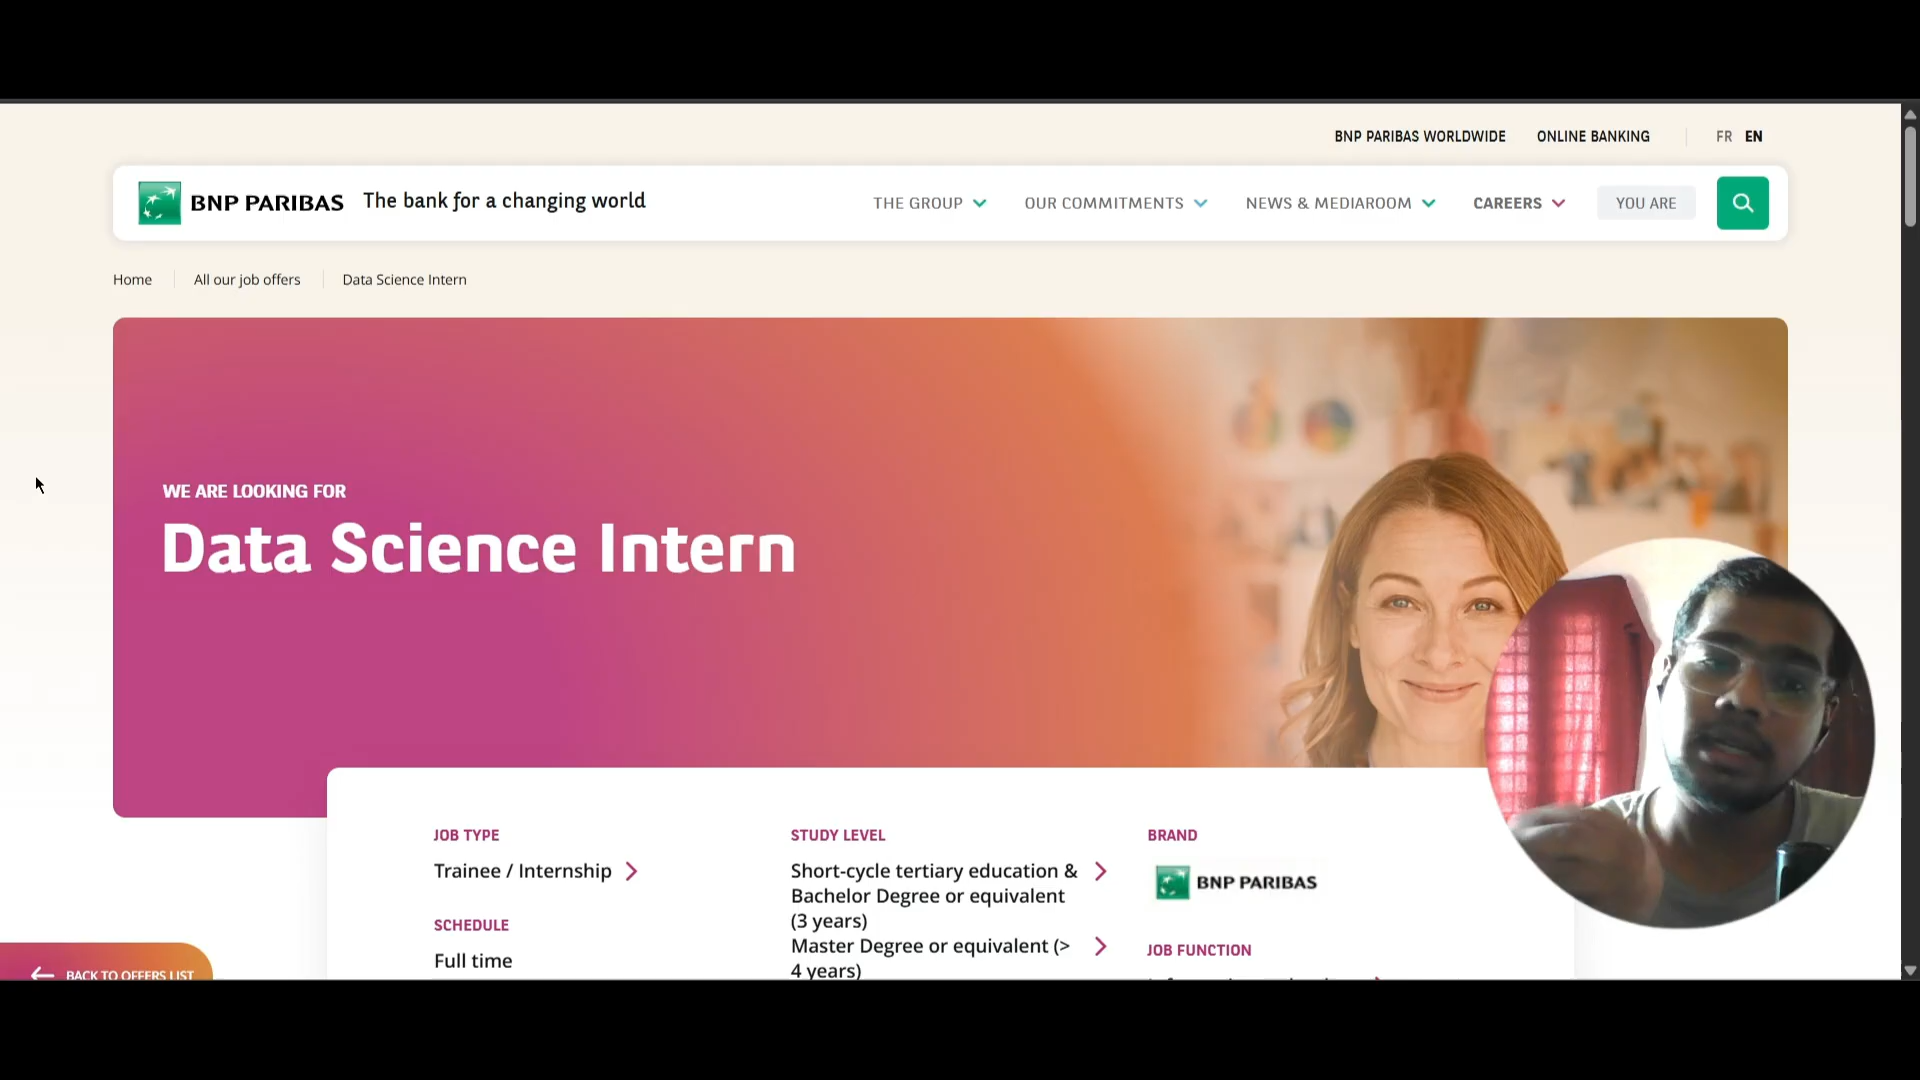 BNP PARIBAS WORLDWIDE ONLINE BANKING FR EN
BNP PARIBAS The bank for a changing world THE GROUP OUR COMMITMENTS NEWS & MEDIAROOM CAREERS YOU ARE
Home All our job offers Data Science Intern
WE ARE LOOKING FOR
Data Science Intern
JOB TYPE
Trainee / Internship
SCHEDULE
Full time
STUDY LEVEL
Short-cycle tertiary education &
Bachelor Degree or equivalent
(3 years)
Master Degree or equivalent (>
4 years)
BRAND
BNP PARIBAS
JOB FUNCTION
BACK TO OFFERS LIST